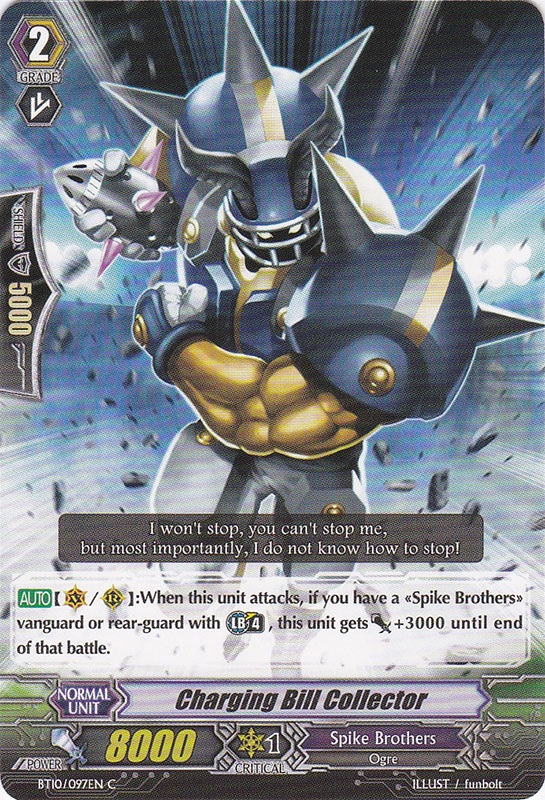 2
GRADE
SHIELD
5000
I won't stop, you can't stop me,
but most importantly, I do not know how to stop!
AUTO [ V / R ]:When this unit attacks, if you have a «Spike Brothers»
vanguard or rear-guard with LB 4 , this unit gets +3000 until end
of that battle.
NORMAL
UNIT
Charging Bill Collector
POWER
8000
1
CRITICAL
Spike Brothers
Ogre
BT10/097EN C
ILLUST / funbolt